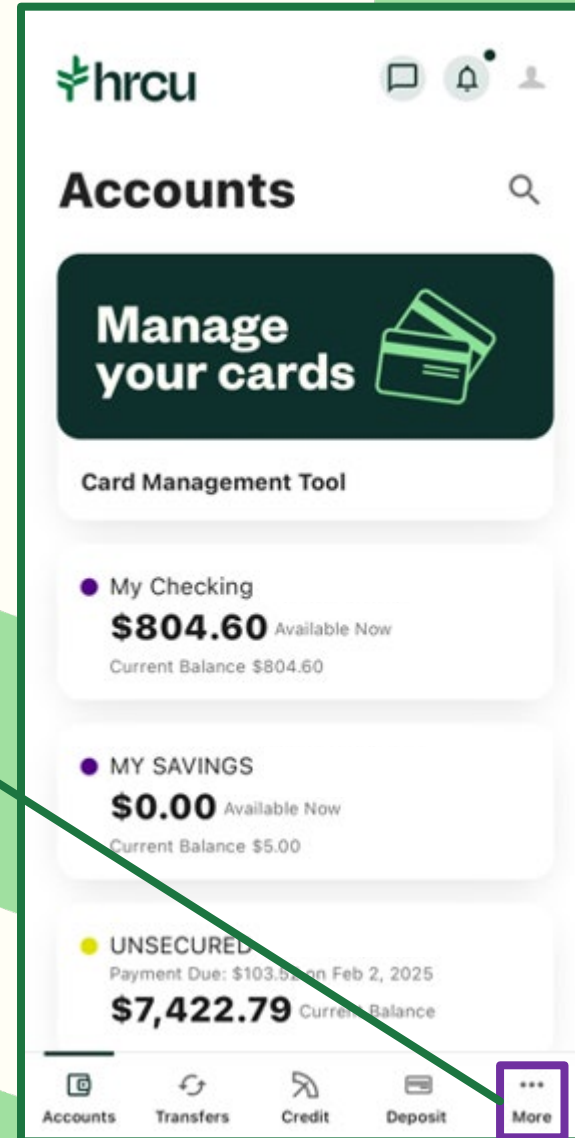 hrcu
Accounts
Manage
your cards
Card Management Tool
My Checking
$804.60 Available Now
Current Balance $804.60
MY SAVINGS
$0.00 Available Now
Current Balance $5.00
UNSECURED
Payment Due: $103.52 on Feb 2, 2025
$7,422.79 Current Balance
Accounts Transfers Credit Deposit More